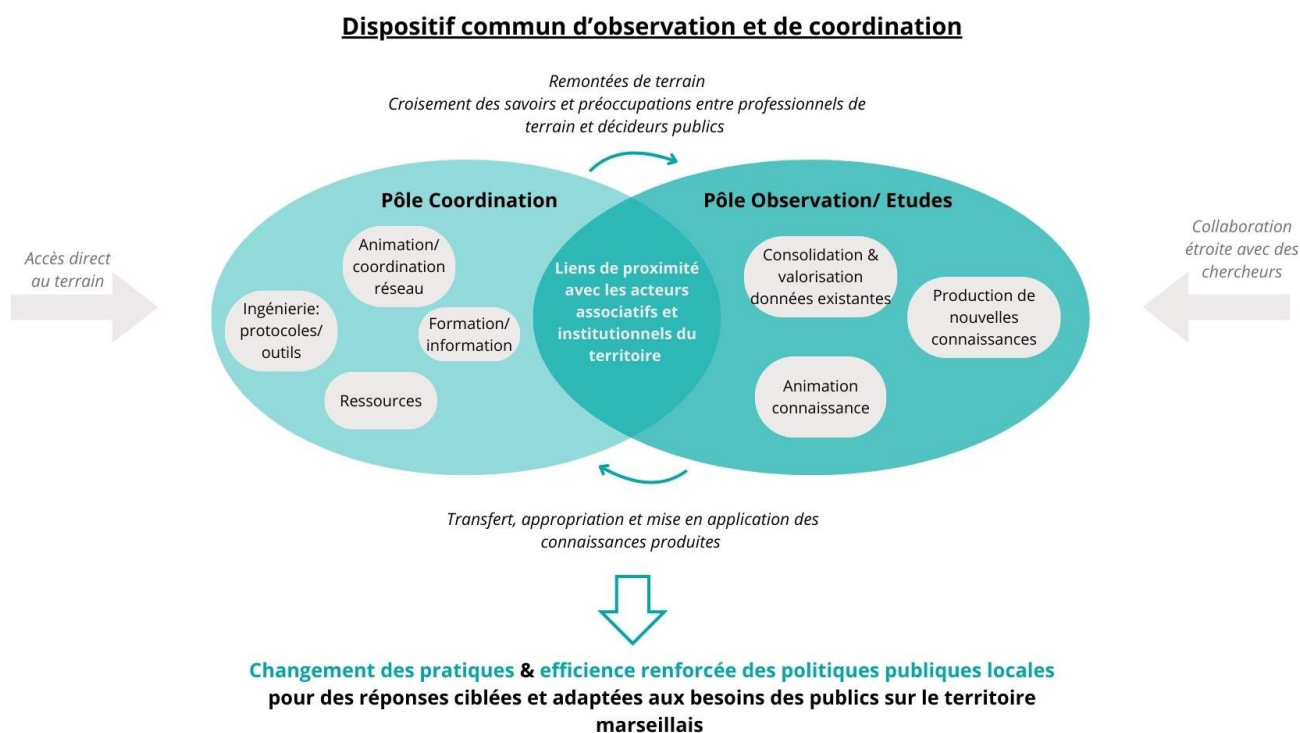 Dispositif commun d’observation et de coordination
Remontées de terrain
Croisement des savoirs et préoccupations entre professionnels de
terrain et décideurs publics
Accès direct
au terrain
Pôle Coordination
Animation/
coordination
réseau
Ingénierie:
protocoles/
outils
Formation/
information
Ressources
Liens de proximité
avec les acteurs
associatifs et
institutionnels du
territoire
Pôle Observation/ Etudes
Consolidation &
valorisation
données existantes
Production de
nouvelles
connaissances
Animation
connaissance
Collaboration
étroite avec des
chercheurs
Transfert, appropriation et mise en application des
connaissances produites
Changement des pratiques & efficience renforcée des politiques publiques locales
pour des réponses ciblées et adaptées aux besoins des publics sur le territoire
marseillais